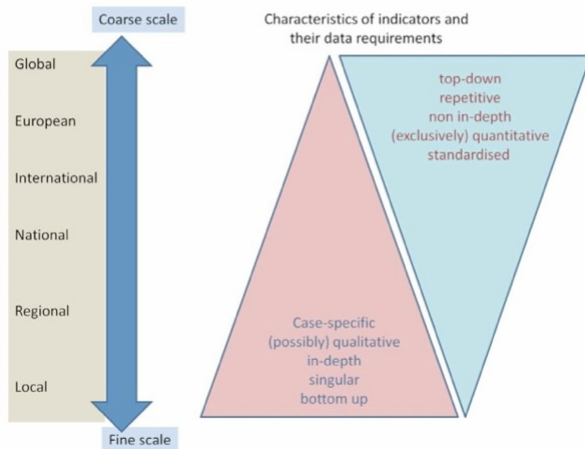 Coarse scale
Characteristics of indicators and
their data requirements
Global
European
International
National
Regional
Local
Fine scale
top-down
repetitive
non in-depth
(exclusively) quantitative
standardised
Case-specific
(possibly) qualitative
in-depth
singular
bottom up